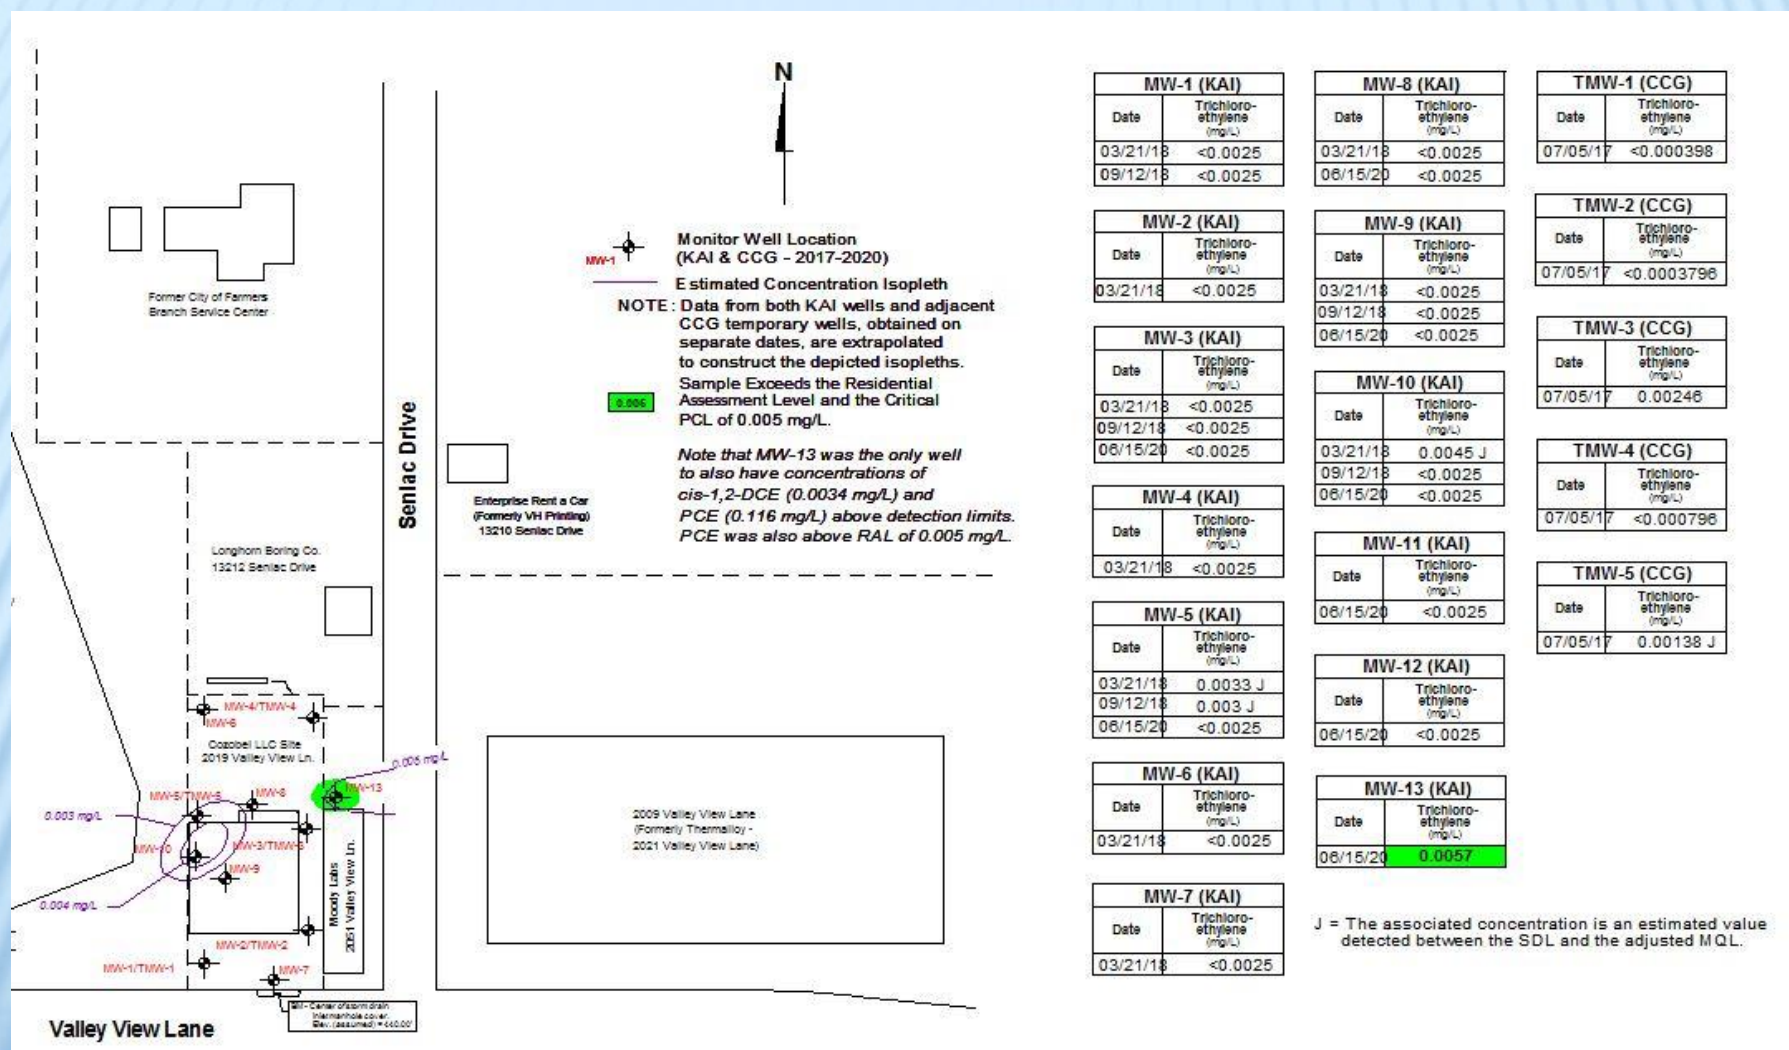 N
Monitor Well Location
(KAI & CCG - 2017-2020)
MW-1
Estimated Concentration Isopleth
NOTE: Data from both KAI wells and adjacent
CCG temporary wells, obtained on
separate dates, are extrapolated
to construct the depicted isopleths.
Sample Exceeds the Residential
0.006 Assessment Level and the Critical
PCL of 0.005 mg/L.
Note that MW-13 was the only well
to also have concentrations of
cis-1,2-DCE (0.0034 mg/L) and
PCE (0.116 mg/L) above detection limits.
PCE was also above RAL of 0.005 mg/L.
Former City of Farmers
Branch Service Center
Senlac Drive
Enterprise Rent a Car
(Formerly VH Printing)
13210 Senlac Drive
Longhorn Boring Co.
13212 Senlac Drive
MW-4/TMW-4
MW-6
Cozobel LLC Site
2019 Valley View Ln.
0.005 mg/L
MW-13
MW-5/TMW-5
MW-8
0.003 mg/L
MW-10
MW-3/TMW-3
MW-9
0.004 mg/L
Moody Labs
2051 Valley View Ln.
2009 Valley View Lane
(Formerly Thermalloy -
2021 Valley View Lane)
MW-2/TMW-2
MW-1/TMW-1
MW-7
BM - Center of storm drain
inlet manhole cover.
Elev. (assumed) = 440.00'
Valley View Lane
MW-1 (KAI)
Date Trichloro-
ethylene
(mg/L)
03/21/18 <0.0025
09/12/18 <0.0025
MW-2 (KAI)
Date Trichloro-
ethylene
(mg/L)
03/21/18 <0.0025
MW-3 (KAI)
Date Trichloro-
ethylene
(mg/L)
03/21/18 <0.0025
09/12/18 <0.0025
06/15/20 <0.0025
MW-4 (KAI)
Date Trichloro-
ethylene
(mg/L)
03/21/18 <0.0025
MW-5 (KAI)
Date Trichloro-
ethylene
(mg/L)
03/21/18 0.0033 J
09/12/18 0.003 J
06/15/20 <0.0025
MW-6 (KAI)
Date Trichloro-
ethylene
(mg/L)
03/21/18 <0.0025
MW-7 (KAI)
Date Trichloro-
ethylene
(mg/L)
03/21/18 <0.0025
MW-8 (KAI)
Date Trichloro-
ethylene
(mg/L)
03/21/18 <0.0025
06/15/20 <0.0025
MW-9 (KAI)
Date Trichloro-
ethylene
(mg/L)
03/21/18 <0.0025
09/12/18 <0.0025
06/15/20 <0.0025
MW-10 (KAI)
Date Trichloro-
ethylene
(mg/L)
03/21/18 0.0045 J
09/12/18 <0.0025
06/15/20 <0.0025
MW-11 (KAI)
Date Trichloro-
ethylene
(mg/L)
06/15/20 <0.0025
MW-12 (KAI)
Date Trichloro-
ethylene
(mg/L)
06/15/20 <0.0025
MW-13 (KAI)
Date Trichloro-
ethylene
(mg/L)
06/15/20 0.0057
TMW-1 (CCG)
Date Trichloro-
ethylene
(mg/L)
07/05/17 <0.000398
TMW-2 (CCG)
Date Trichloro-
ethylene
(mg/L)
07/05/17 <0.0003796
TMW-3 (CCG)
Date Trichloro-
ethylene
(mg/L)
07/05/17 0.00246
TMW-4 (CCG)
Date Trichloro-
ethylene
(mg/L)
07/05/17 <0.000796
TMW-5 (CCG)
Date Trichloro-
ethylene
(mg/L)
07/05/17 0.00138 J
J = The associated concentration is an estimated value
detected between the SDL and the adjusted MQL.